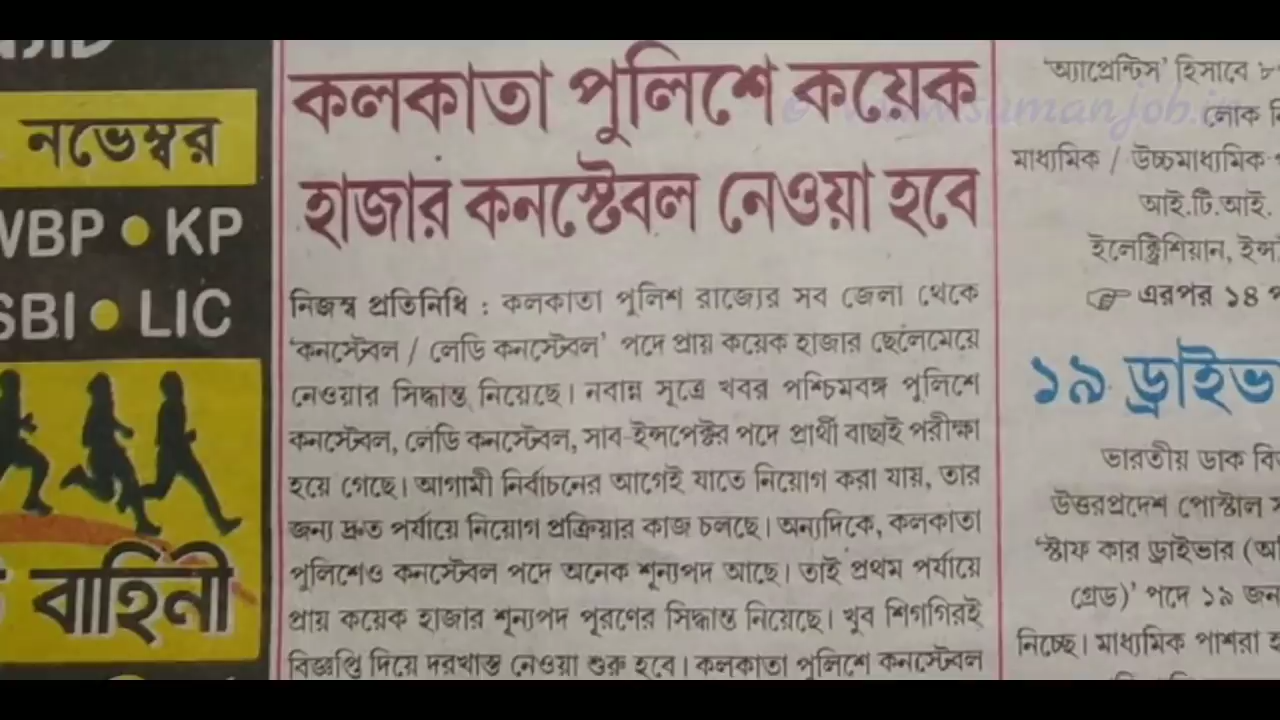 নভেম্বর
WBP • KP
SBI • LIC
বাহিনী
কলকাতা পুলিশে কয়েক
হাজার কনস্টেবল নেওয়া হবে
নিজস্ব প্রতিনিধি : কলকাতা পুলিশ রাজ্যের সব জেলা থেকে
'কনস্টেবল / লেডি কনস্টেবল' পদে প্রায় কয়েক হাজার ছেলেমেয়ে
নেওয়ার সিদ্ধান্ত নিয়েছে। নবান্ন সূত্রে খবর পশ্চিমবঙ্গ পুলিশে
কনস্টেবল, লেডি কনস্টেবল, সাব-ইন্সপেক্টর পদে প্রার্থী বাছাই পরীক্ষা
হয়ে গেছে। আগামী নির্বাচনের আগেই যাতে নিয়োগ করা যায়, তার
জন্য দ্রুত পর্যায়ে নিয়োগ প্রক্রিয়ার কাজ চলছে। অন্যদিকে, কলকাতা
পুলিশেও কনস্টেবল পদে অনেক শূন্যপদ আছে। তাই প্রথম পর্যায়ে
প্রায় কয়েক হাজার শূন্যপদ পূরণের সিদ্ধান্ত নিয়েছে। খুব শিগগিরই
বিজ্ঞপ্তি দিয়ে দরখাস্ত নেওয়া শুরু হবে। কলকাতা পুলিশে কনস্টেবল
'অ্যাপ্রেন্টিস' হিসাবে
লোক
মাধ্যমিক / উচ্চমাধ্যমিক
আই.টি.আই.
ইলেক্ট্রিশিয়ান,
এরপর ১৪
১৯ ড্রাইভ
ভারতীয় ডাক
উত্তরপ্রদেশ পোস্টাল
'স্টাফ কার ড্রাইভার
গ্রেড)' পদে ১৯ জন
নিচ্ছে। মাধ্যমিক পাশরা